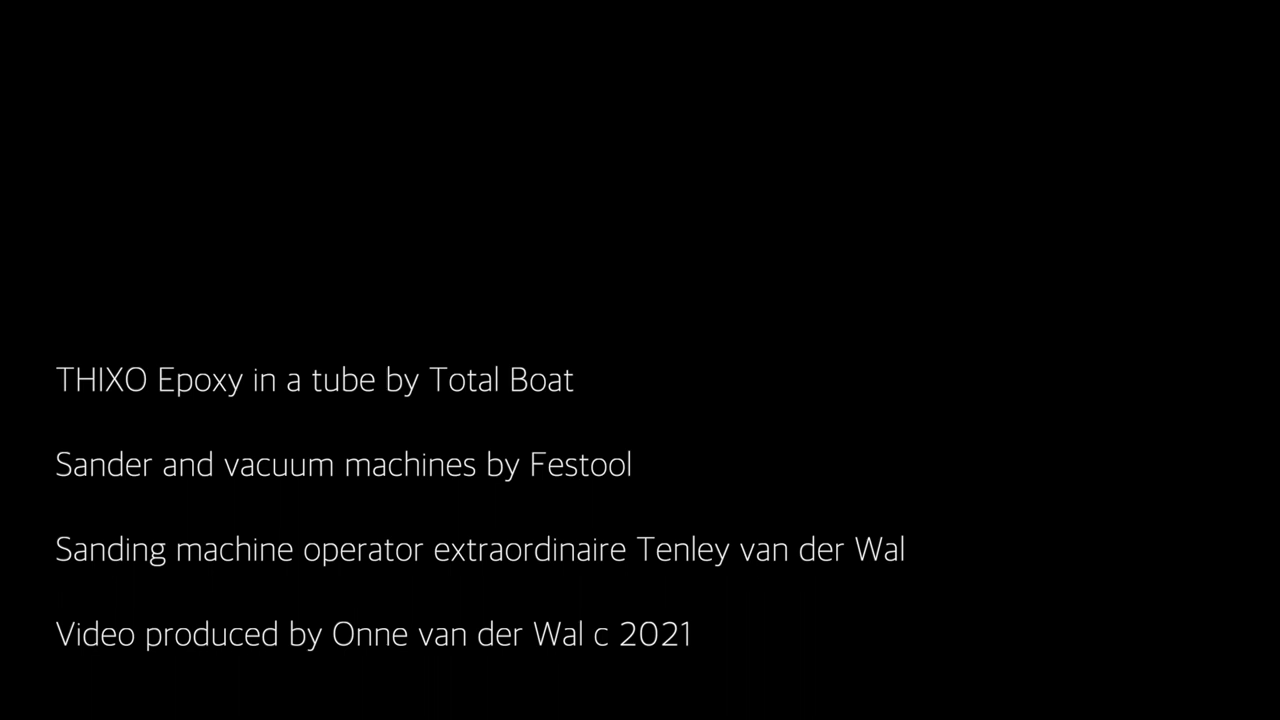 THIXO Epoxy in a tube by Total Boat
Sander and vacuum machines by Festool
Sanding machine operator extraordinaire Tenley van der Wal
Video produced by Onne van der Wal c 2021